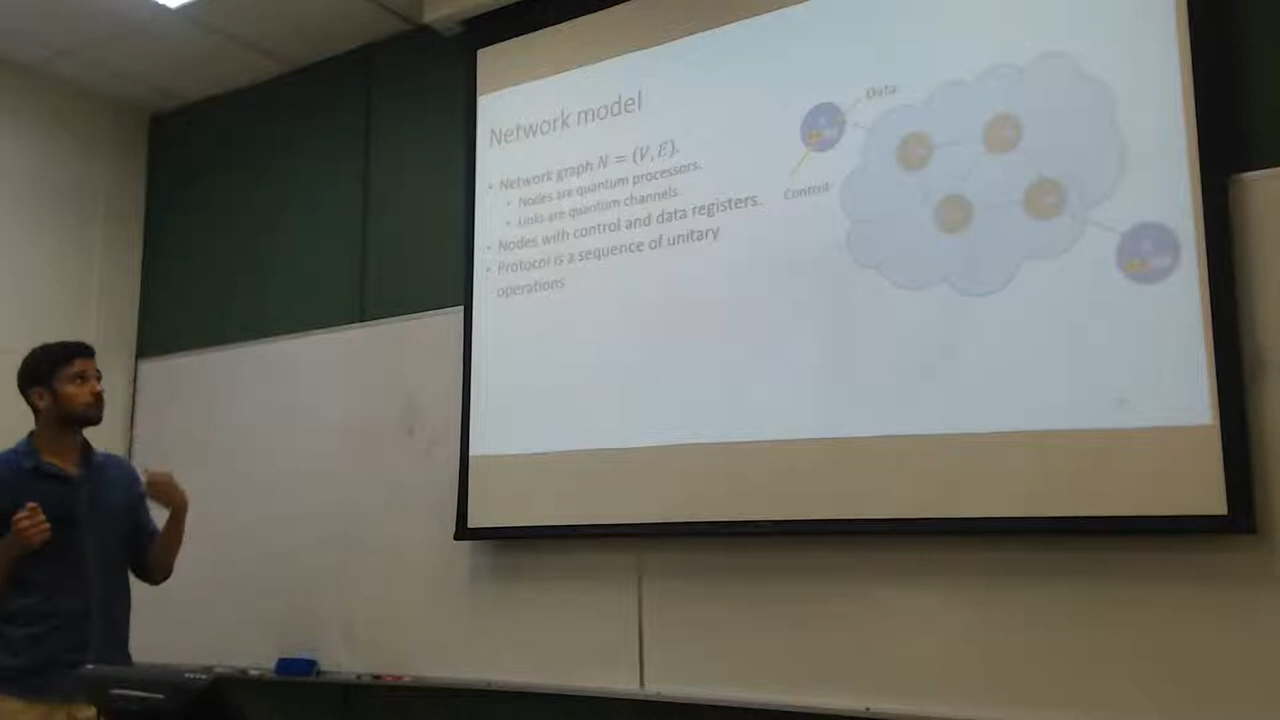 Network model
• Network graph N = (V, E).
• Nodes are quantum processors.
• Links are quantum channels.
• Nodes with control and data registers.
• Protocol is a sequence of unitary
operations
Data
Control